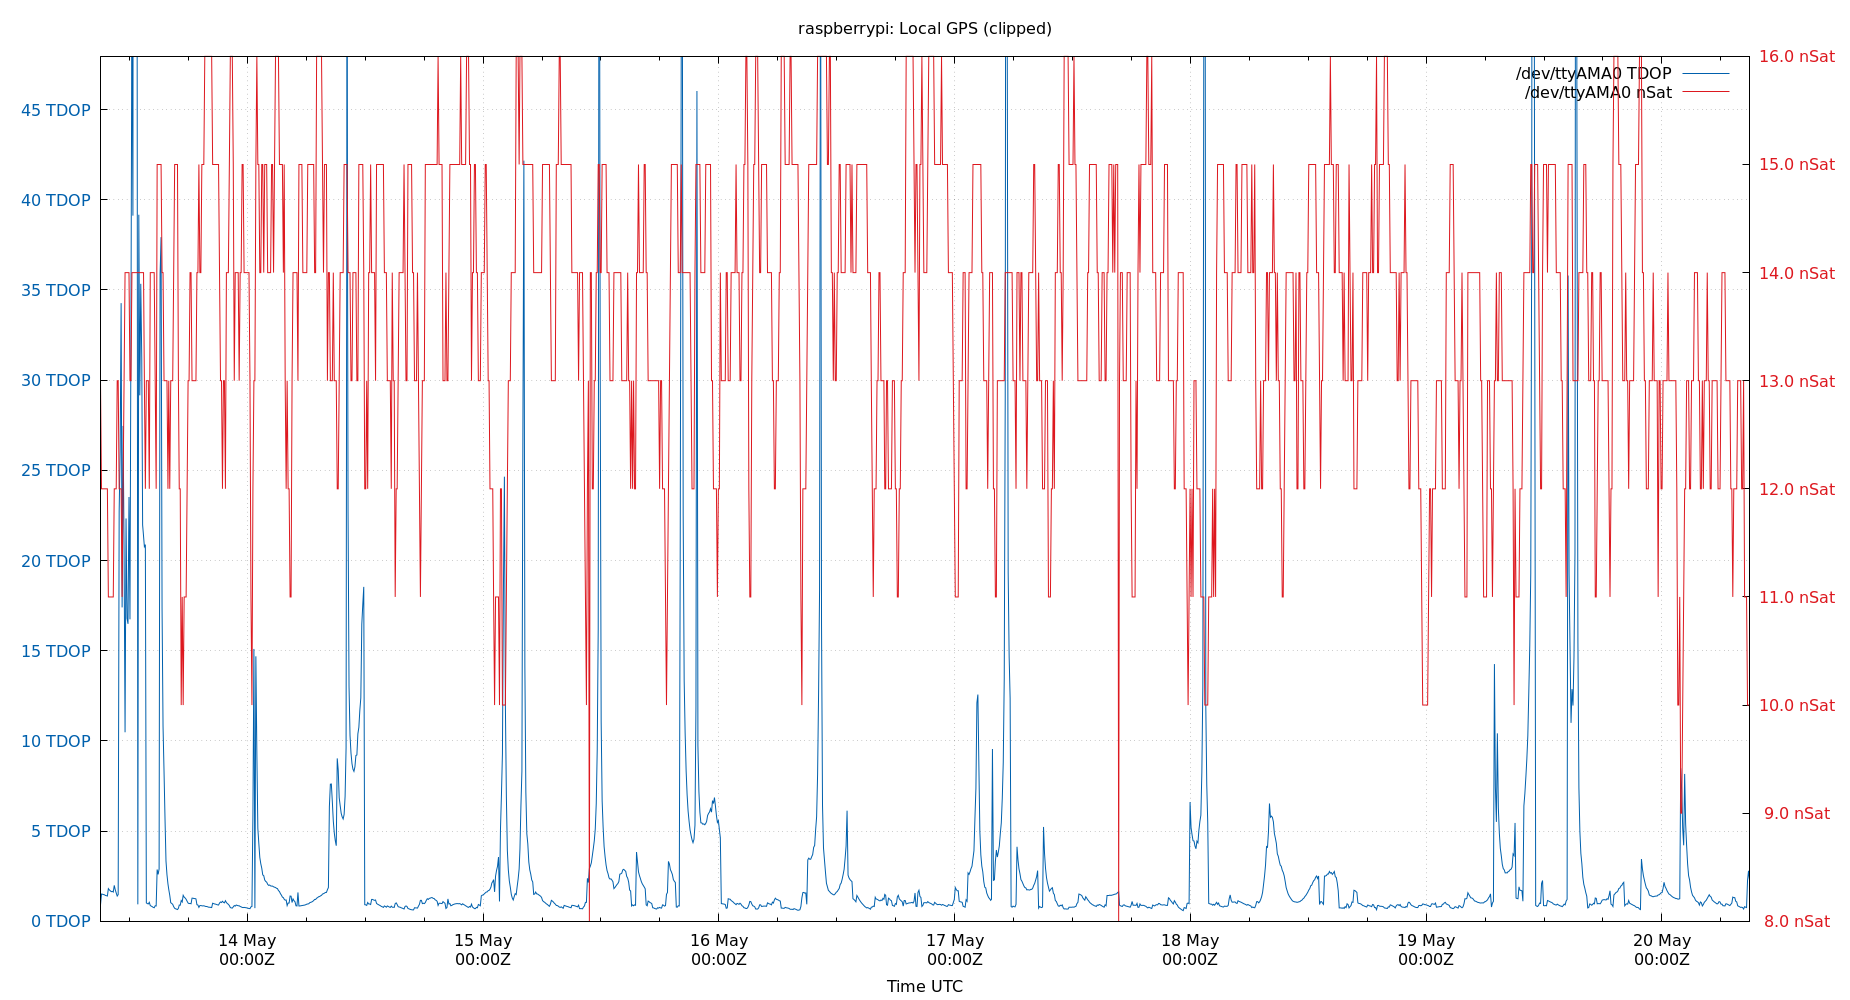 raspberrypi: Local GPS (clipped)
/dev/ttyAMA0 TDOP
/dev/ttyAMA0 nSat
45 TDOP
40 TDOP
35 TDOP
30 TDOP
25 TDOP
20 TDOP
15 TDOP
10 TDOP
5 TDOP
0 TDOP
16.0 nSat
15.0 nSat
14.0 nSat
13.0 nSat
12.0 nSat
11.0 nSat
10.0 nSat
9.0 nSat
8.0 nSat
14 May
00:00Z
15 May
00:00Z
16 May
00:00Z
17 May
00:00Z
18 May
00:00Z
19 May
00:00Z
20 May
00:00Z
Time UTC